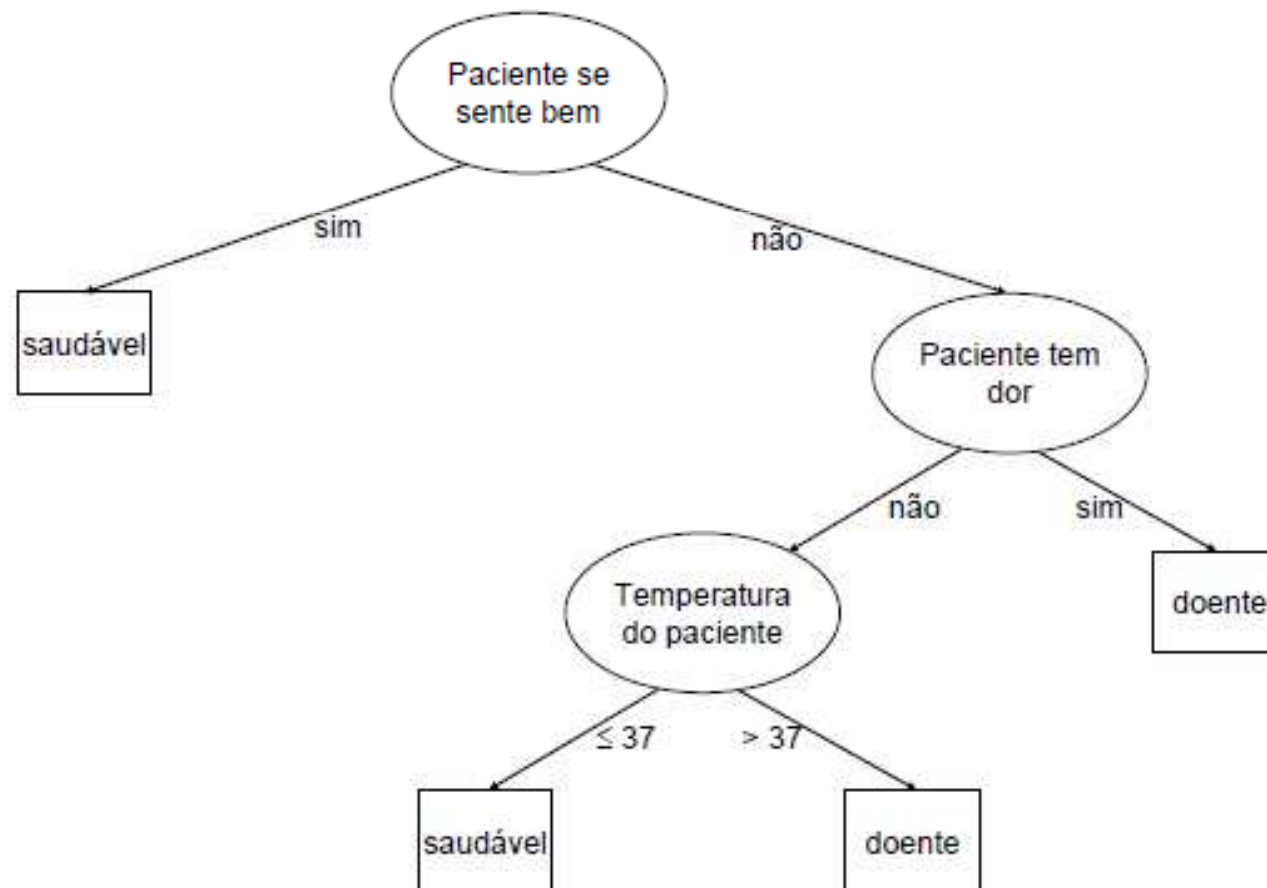 Paciente se
sente bem
sim
não
saudável
Paciente tem
dor
não
sim
Temperatura
do paciente
doente
≤ 37
> 37
saudável
doente